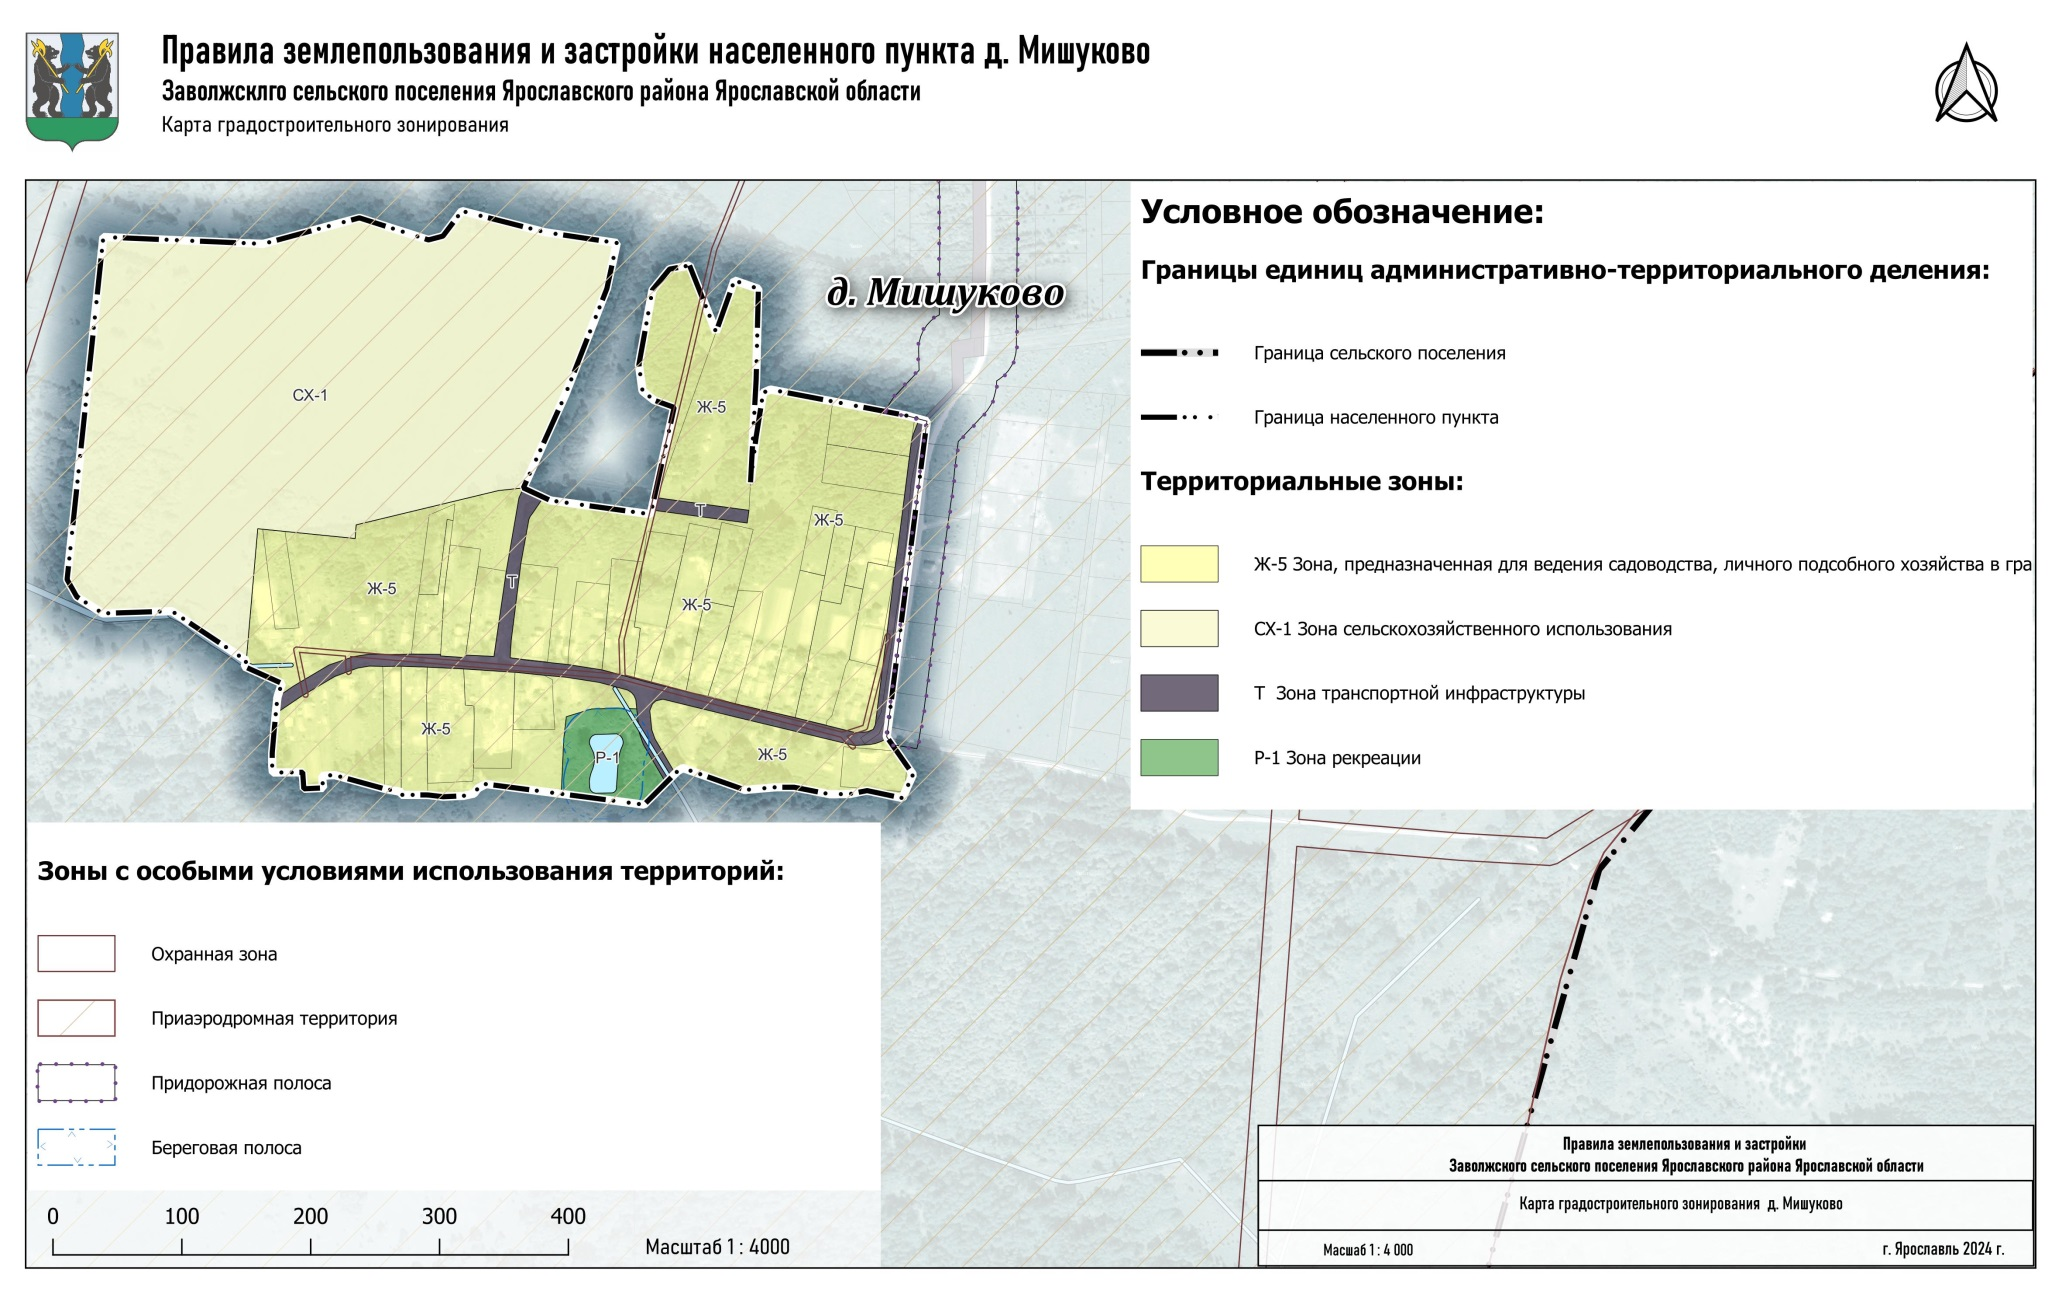 Правила землепользования и застройки населенного пункта д. Мишуково
Заволжсклго сельского поселения Ярославского района Ярославской области
Карта градостроительного зонирования
д. Мишуково
СХ-1
Ж-5
Т
Ж-5
Ж-5
Т
Ж-5
Ж-5
Р-1
Ж-5
Условное обозначение:
Границы единиц административно-территориального деления:
Граница сельского поселения
Граница населенного пункта
Территориальные зоны:
Ж-5 Зона, предназначенная для ведения садоводства, личного подсобного хозяйства в гра
СХ-1 Зона сельскохозяйственного использования
Т Зона транспортной инфраструктуры
Р-1 Зона рекреации
Зоны с особыми условиями использования территорий:
Охранная зона
Приаэродромная территория
Придорожная полоса
Береговая полоса
0 100 200 300 400
Масштаб 1 : 4000
Правила землепользования и застройки
Заволжского сельского поселения Ярославского района Ярославской области
Карта градостроительного зонирования д. Мишуково
Масшаб 1 : 4 000
г. Ярославль 2024 г.